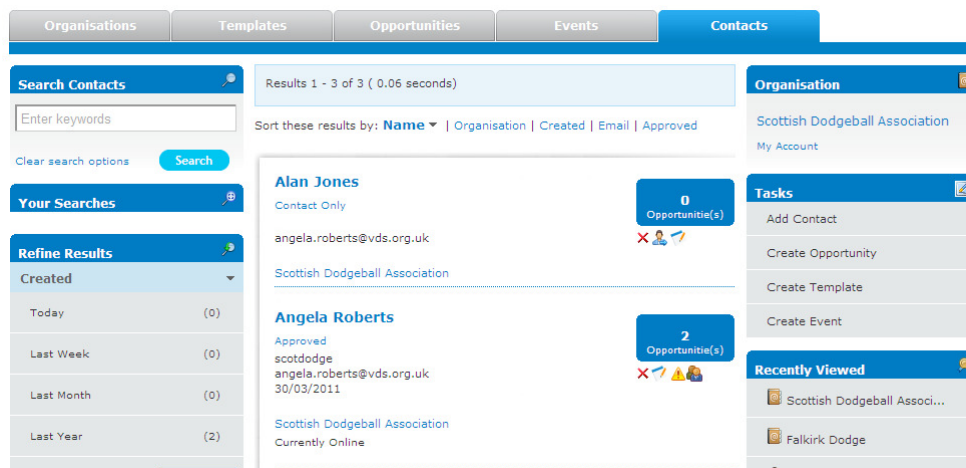 Organisations Templates Opportunities Events Contacts
Search Contacts
Enter keywords
Clear search options Search
Your Searches
Refine Results
Created
Today (0)
Last Week (0)
Last Month (0)
Last Year (2)
Results 1 - 3 of 3 ( 0.06 seconds)
Sort these results by: Name | Organisation | Created | Email | Approved
Alan Jones
Contact Only
angela.roberts@vds.org.uk
Scottish Dodgeball Association
0
Opportunitie(s)
Angela Roberts
Approved
scotdodge
angela.roberts@vds.org.uk
30/03/2011
Scottish Dodgeball Association
Currently Online
2
Opportunitie(s)
Organisation
Scottish Dodgeball Association
My Account
Tasks
Add Contact
Create Opportunity
Create Template
Create Event
Recently Viewed
Scottish Dodgeball Associ...
Falkirk Dodge